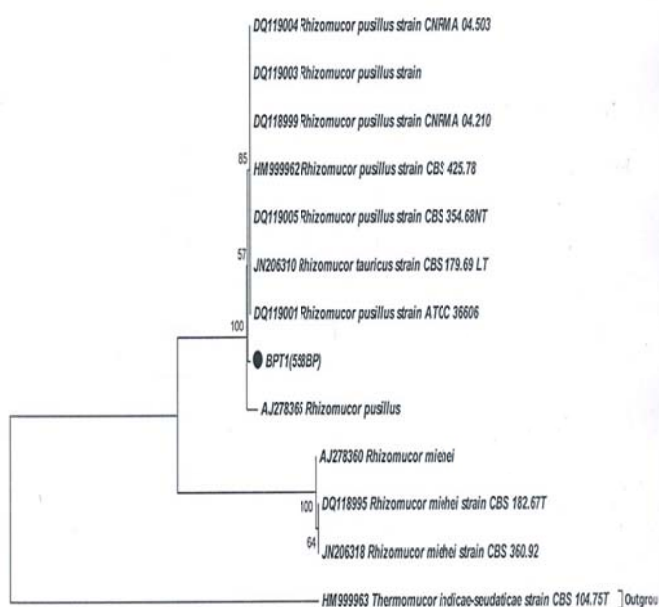 DQ119004 Rhizomucor pusillus strain CNRMA 04.503
DQ119003 Rhizomucor pusillus strain
DQ118999 Rhizomucor pusillus strain CNRMA 04.210
85
HM999962 Rhizomucor pusillus strain CBS 425.78
DQ119005 Rhizomucor pusillus strain CBS 354.68NT
57
JN206310 Rhizomucor tauricus strain CBS 179.69 LT
DQ119001 Rhizomucor pusillus strain ATCC 36606
100
BPT1(558BP)
AJ278365 Rhizomucor pusillus
AJ278360 Rhizomucor miehei
100
DQ118995 Rhizomucor miehei strain CBS 182.67T
64
JN206318 Rhizomucor miehei strain CBS 360.92
HM999963 Thermomucor indicae-seudaticae strain CBS 104.75T ] Outgrou